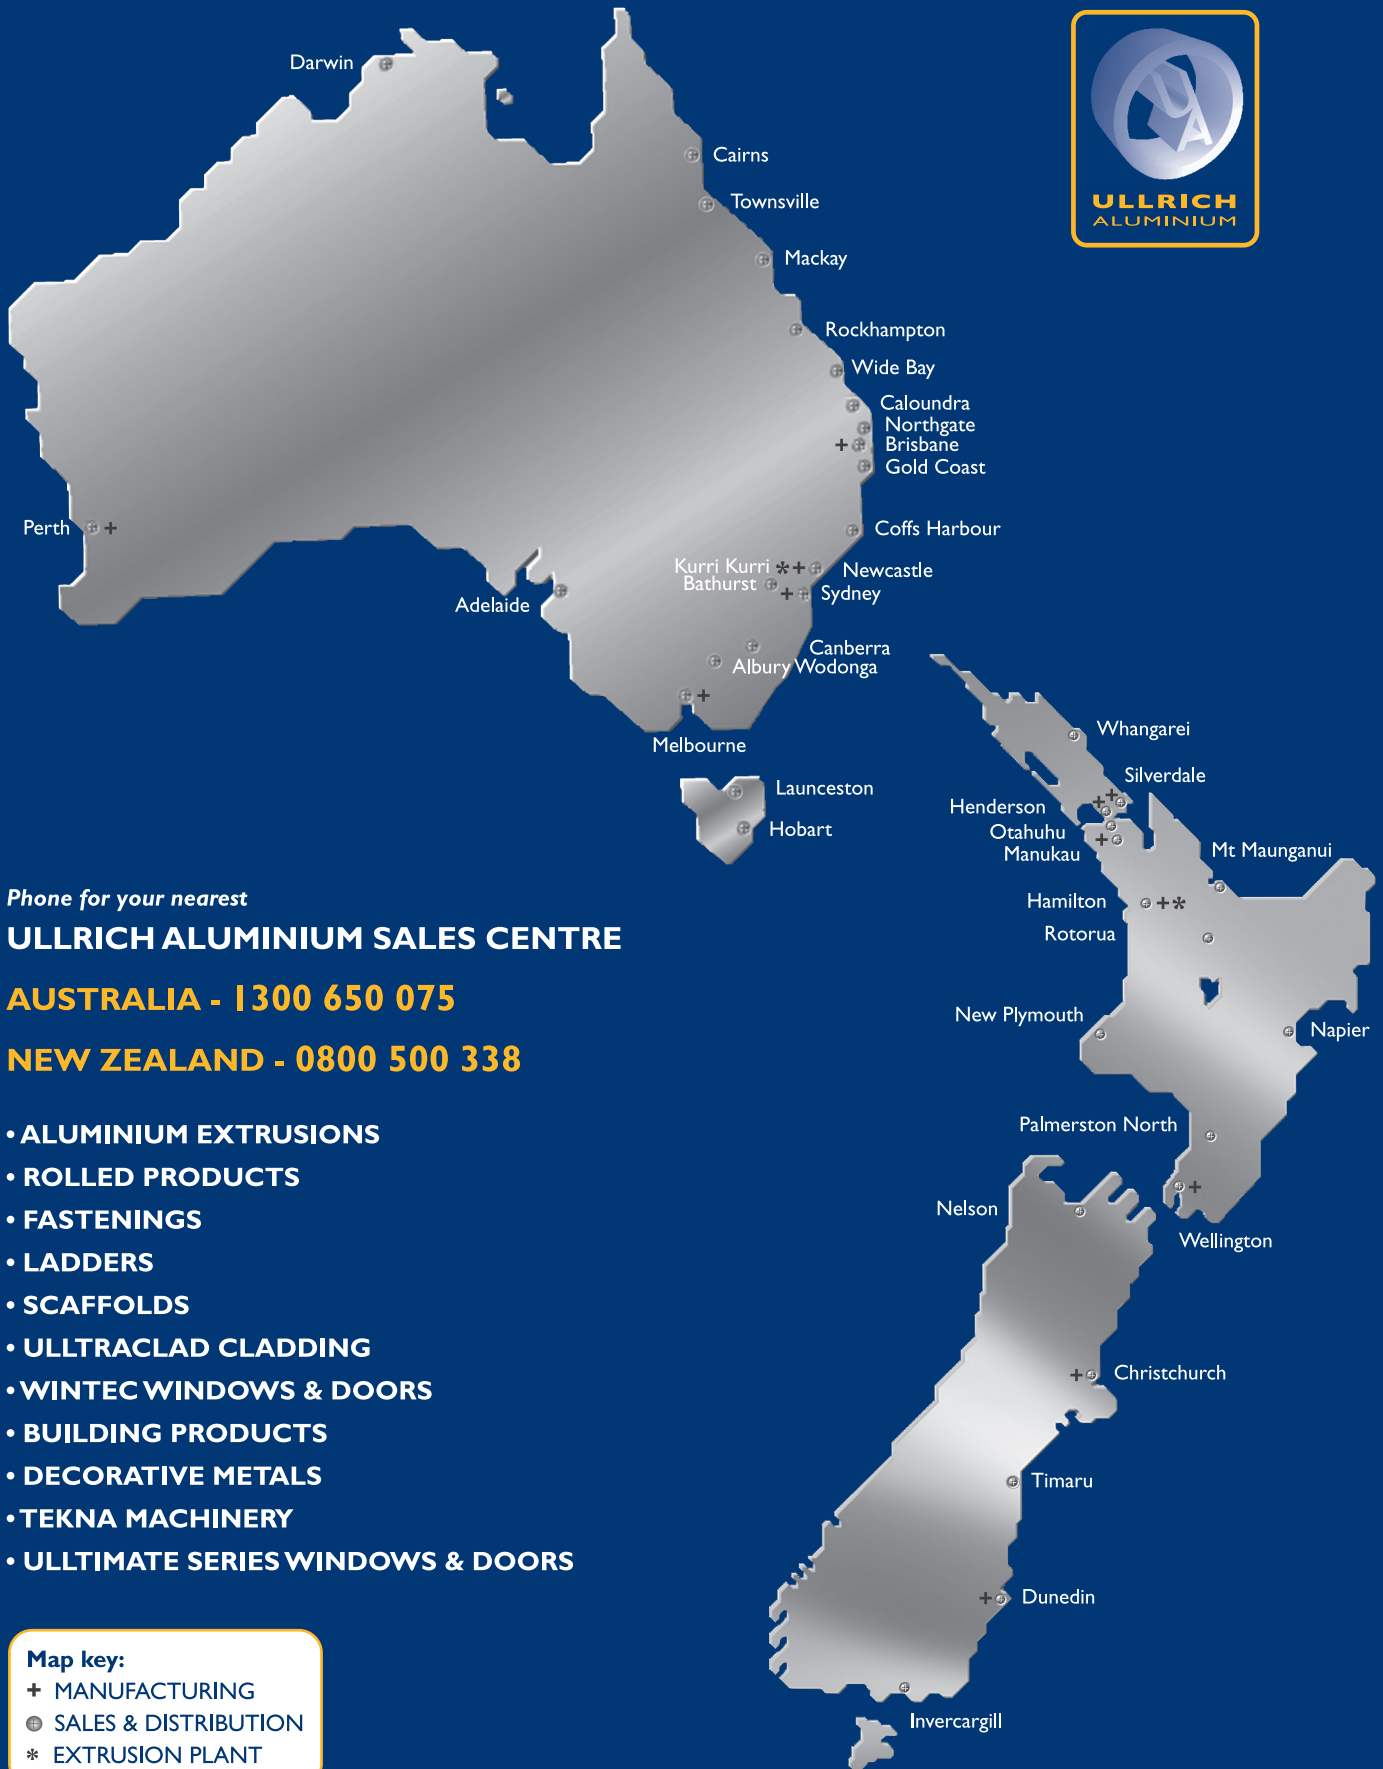 Darwin
Cairns
Townsville
Mackay
Rockhampton
Wide Bay
Caloundra
Northgate
+ Brisbane
Gold Coast
Perth +
Coffs Harbour
Kurri Kurri *+ Newcastle
Bathurst + Sydney
Adelaide
Canberra
Albury Wodonga
+
Melbourne
Launceston
Hobart
UA
ULLRICH
ALUMINIUM
Whangarei
Silverdale
Henderson ++
Otahuhu
Manukau +
Mt Maunganui
Hamilton +*
Rotorua
New Plymouth
Napier
Palmerston North
+
Wellington
Nelson
+ Christchurch
Timaru
+ Dunedin
Invercargill
Phone for your nearest
ULLRICH ALUMINIUM SALES CENTRE
AUSTRALIA - 1300 650 075
NEW ZEALAND - 0800 500 338
• ALUMINIUM EXTRUSIONS
• ROLLED PRODUCTS
• FASTENINGS
• LADDERS
• SCAFFOLDS
• ULLTRACLAD CLADDING
• WINTEC WINDOWS & DOORS
• BUILDING PRODUCTS
• DECORATIVE METALS
• TEKNA MACHINERY
• ULLTIMATE SERIES WINDOWS & DOORS
Map key:
+ MANUFACTURING
SALES & DISTRIBUTION
* EXTRUSION PLANT